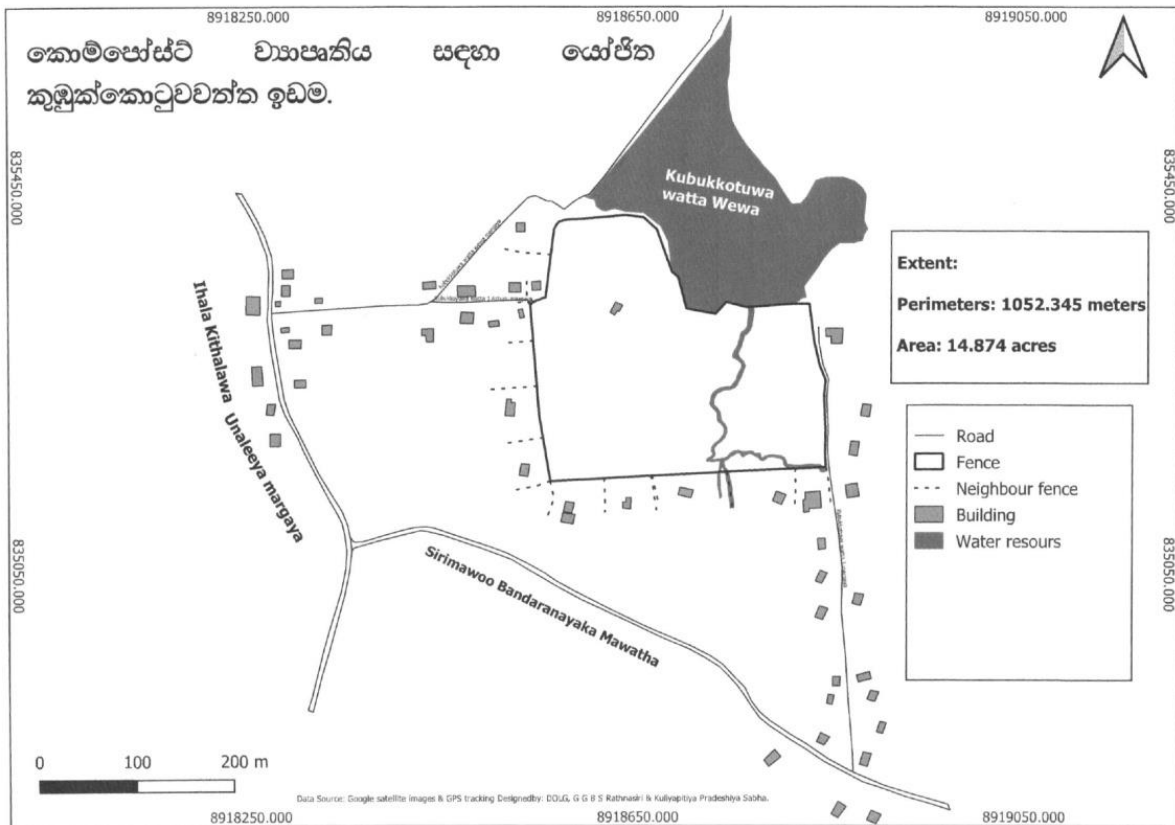 8918250.000
8918650.000
8919050.000
කොම්පෝස්ට් ව්‍යාපෘතිය සඳහා යෝජිත
කුඹුක්කොටුවවත්ත ඉඩම.
835450.000
835450.000
Kubukkotuwa
watta Wewa
Extent:
Perimeters: 1052.345 meters
Area: 14.874 acres
Ihala Kithalawa Unaleeya margaya
Road
Fence
Neighbour fence
Building
Water resours
835050.000
835050.000
Sirimawoo Bandaranayaka Mawatha
0 100 200 m
Data Source: Google satellite images & GPS tracking Designedby: DOLG, G G B S Rathnasiri & Kuliyapitiya Pradeshiya Sabha.
8918250.000
8918650.000
8919050.000